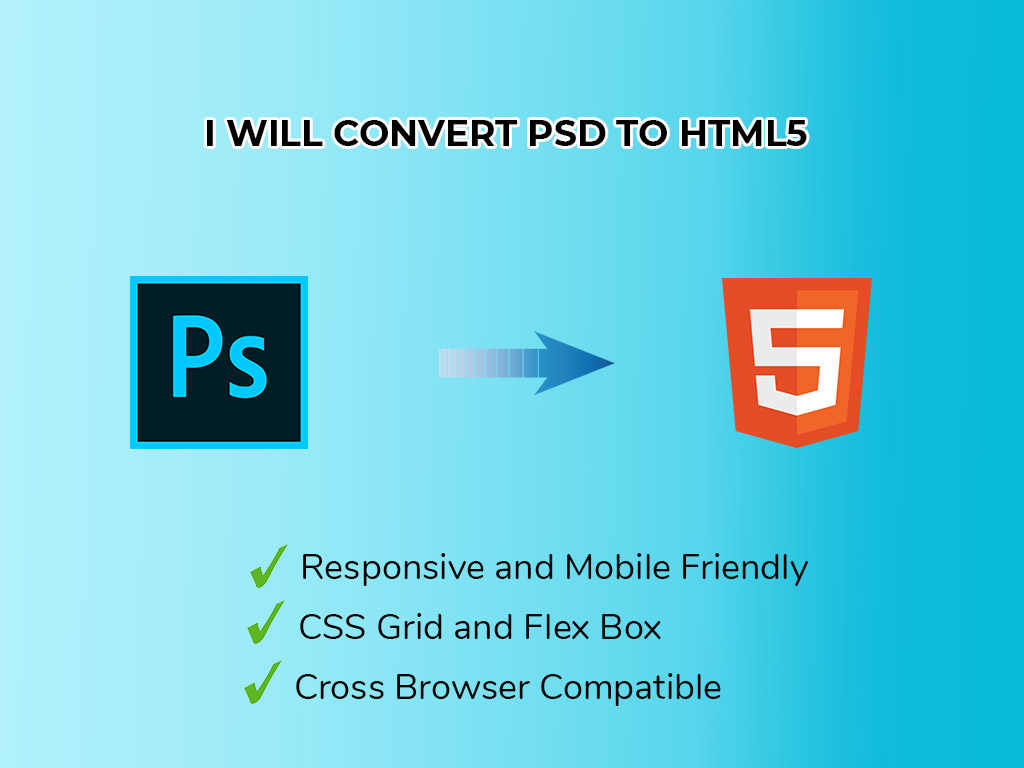 I WILL CONVERT PSD TO HTML5
Ps
5
Responsive and Mobile Friendly
CSS Grid and Flex Box
Cross Browser Compatible